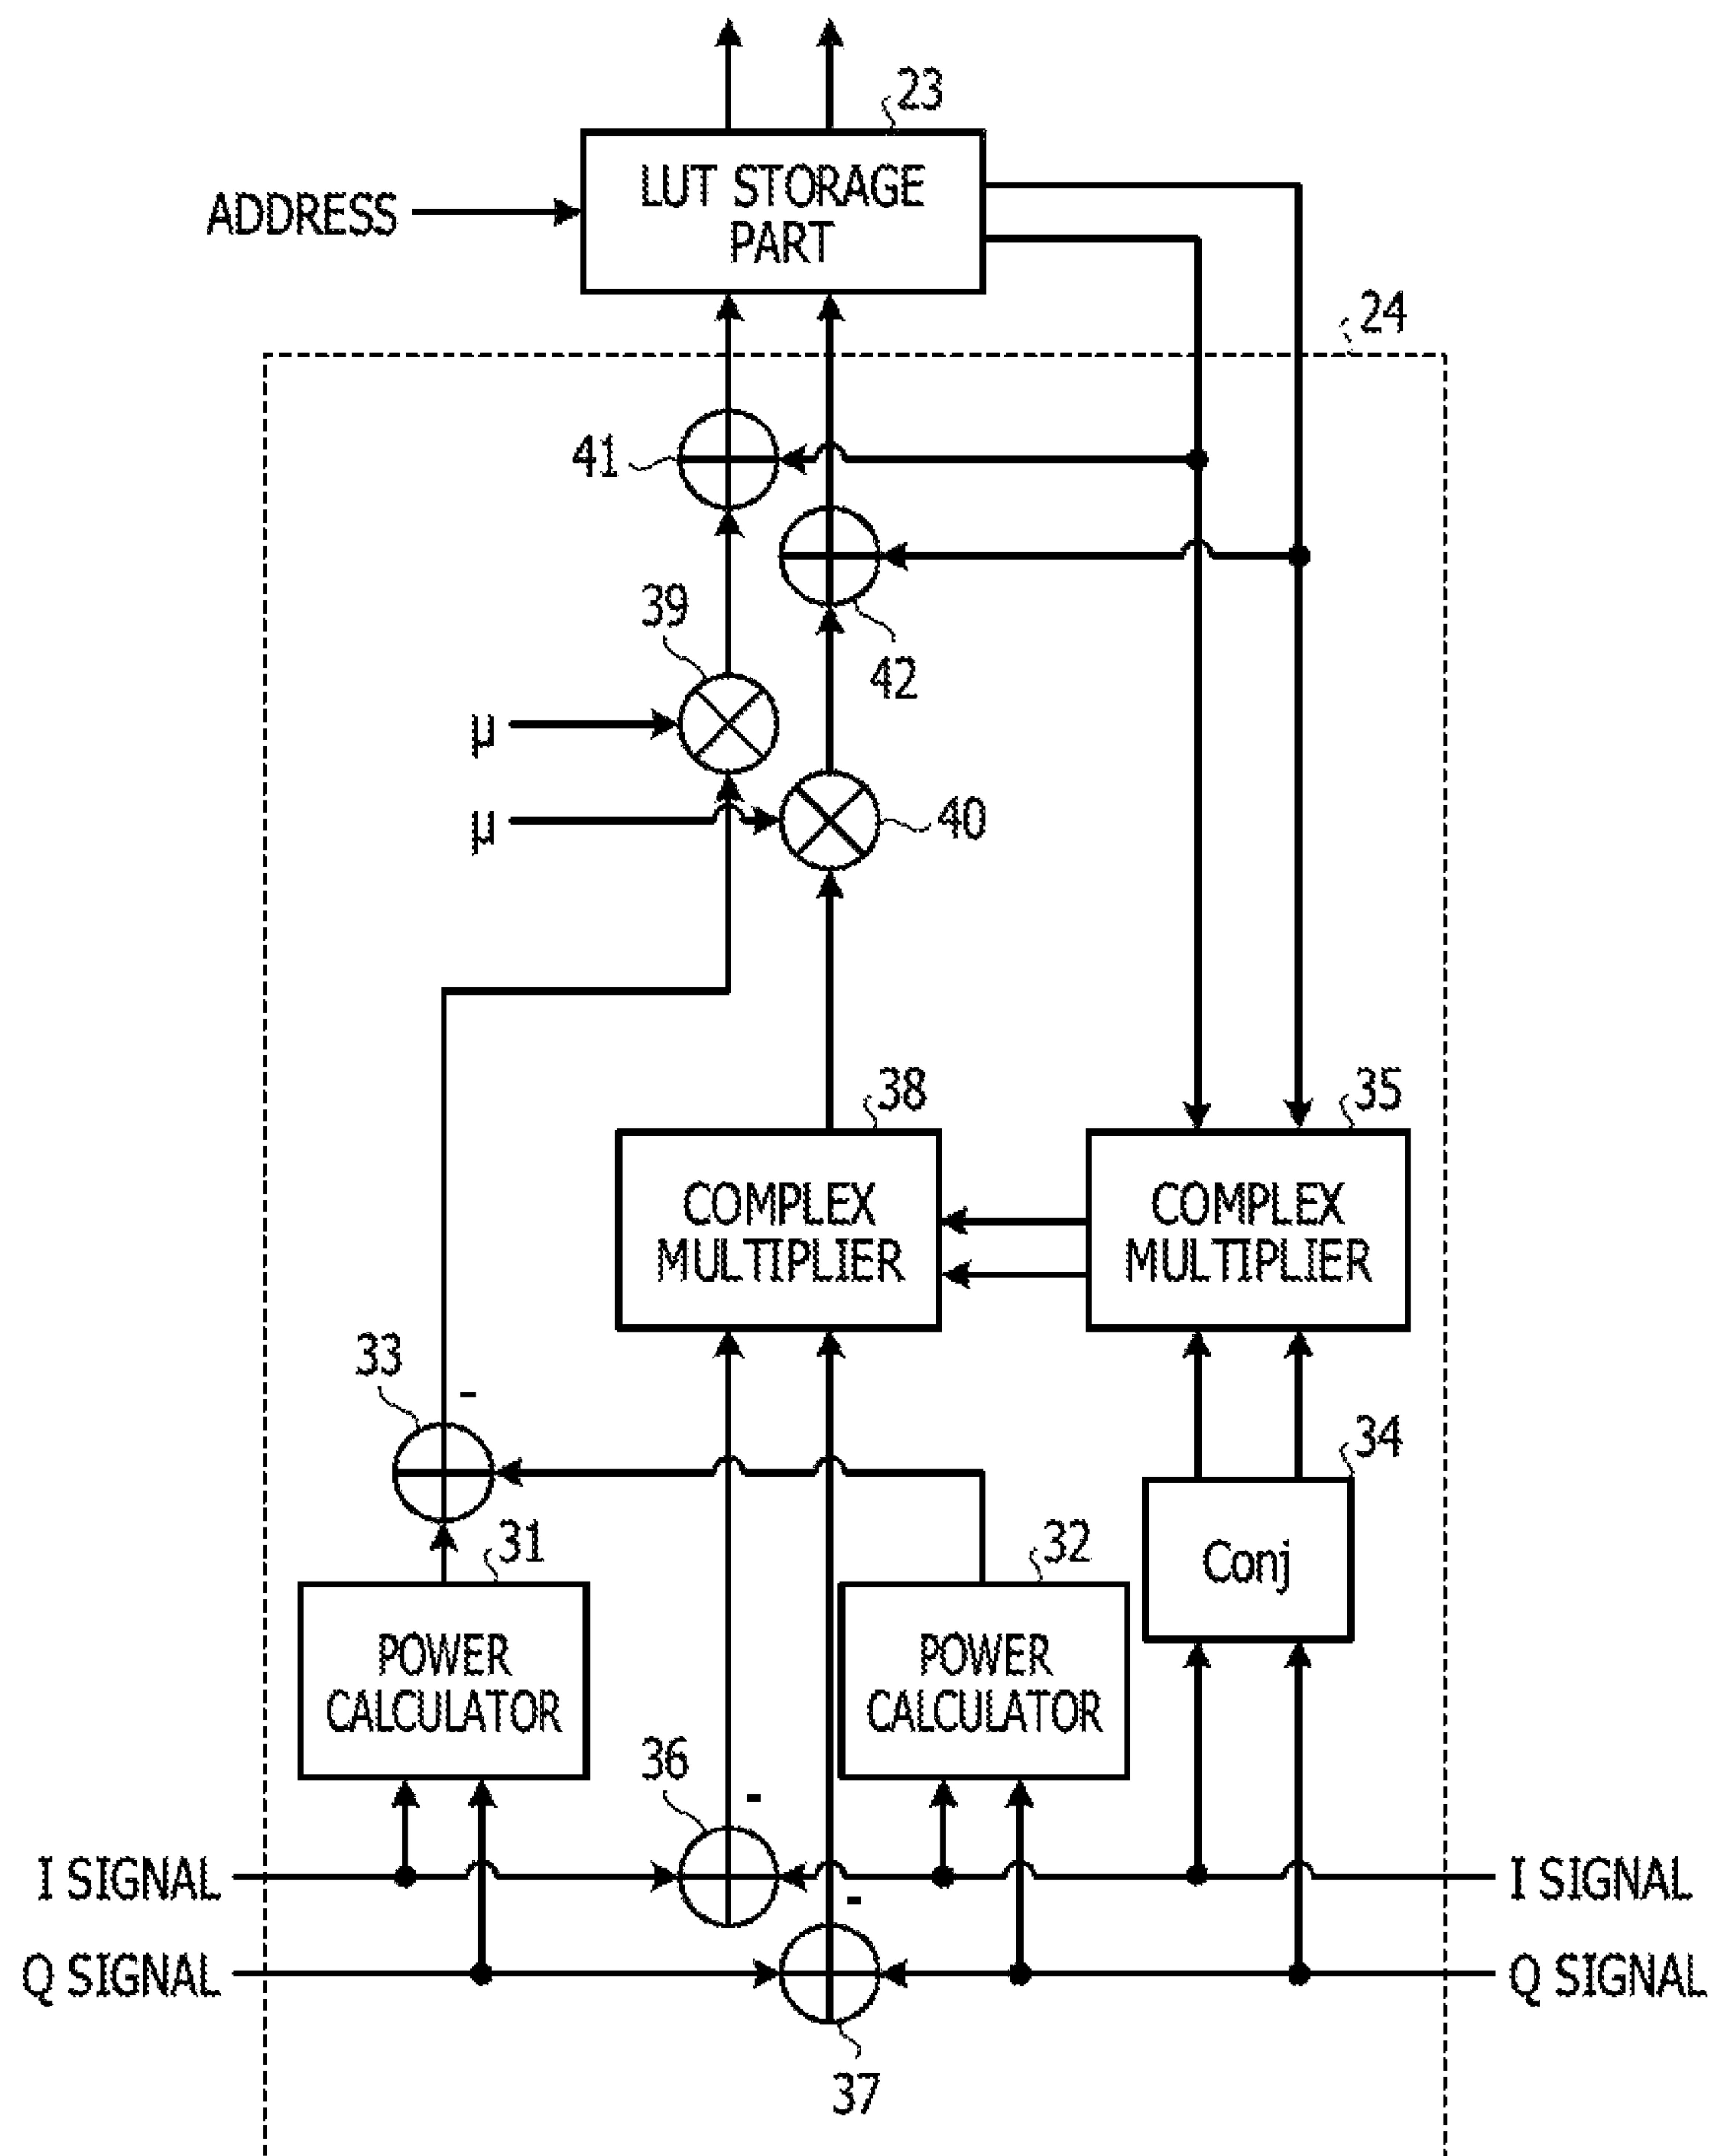 23
LUT STORAGE
PART
ADDRESS
24
41
39
42
μ
μ
40
38
35
COMPLEX
MULTIPLIER
COMPLEX
MULTIPLIER
33
-
34
Conj
31
32
POWER
CALCULATOR
POWER
CALCULATOR
36
-
I SIGNAL
I SIGNAL
-
Q SIGNAL
Q SIGNAL
37